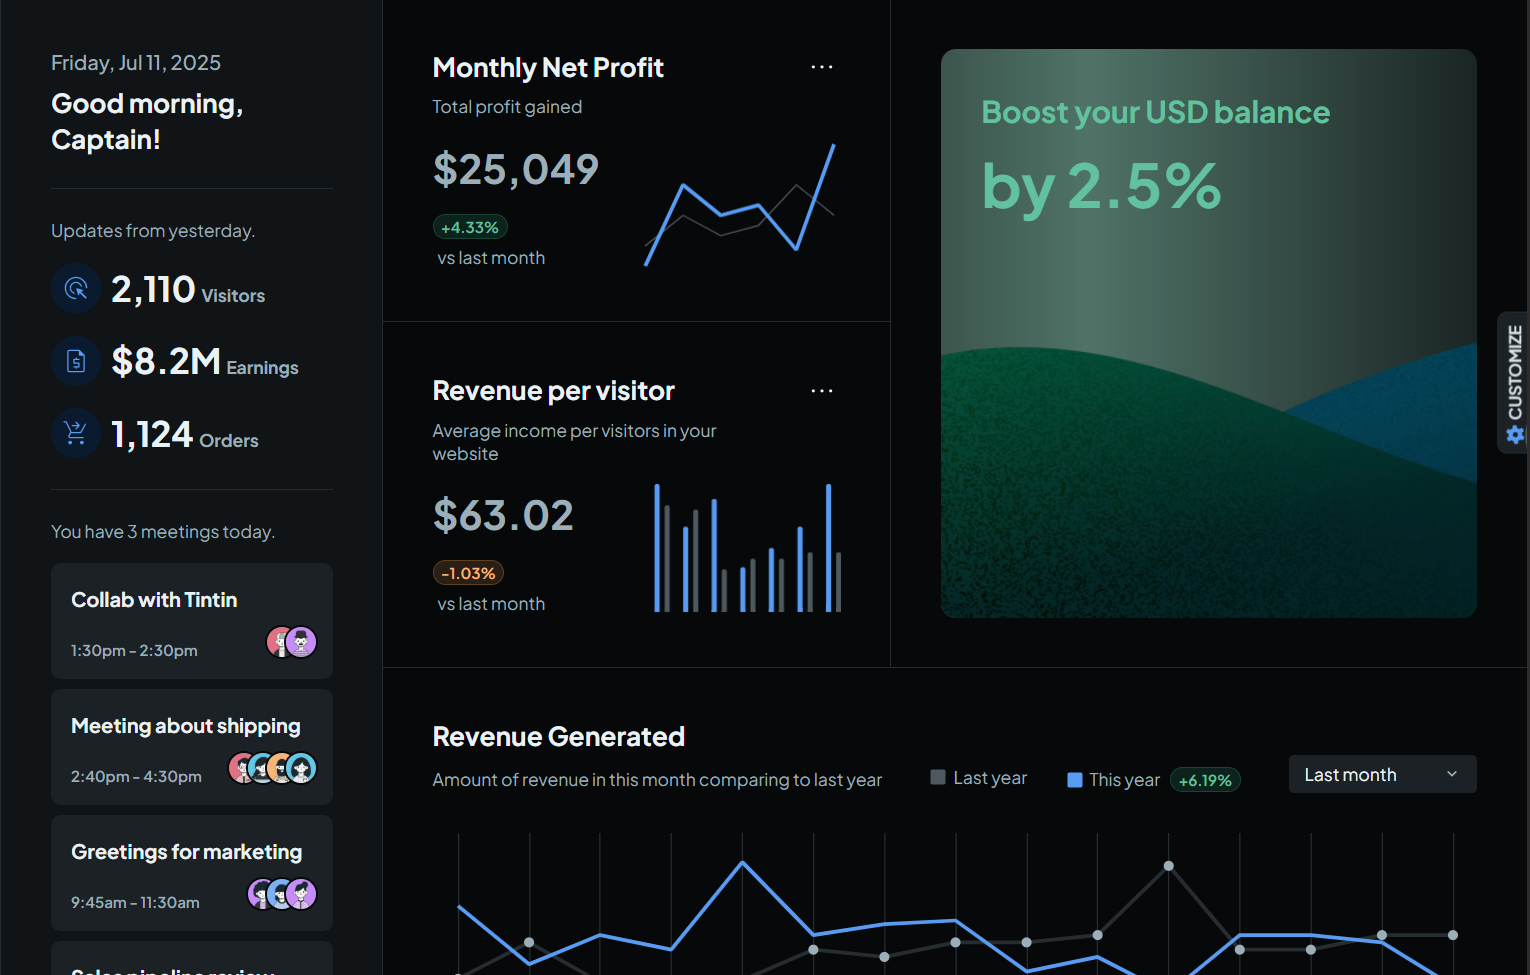 Friday, Jul 11, 2025
Good morning,
Captain!
Updates from yesterday.
2,110 Visitors
$8.2M Earnings
1,124 Orders
You have 3 meetings today.
Collab with Tintin
1:30pm - 2:30pm
Meeting about shipping
2:40pm - 4:30pm
Greetings for marketing
9:45am - 11:30am
Sales pipeline review
Monthly Net Profit
Total profit gained
$25,049
+4.33%
vs last month
Revenue per visitor
Average income per visitors in your
website
$63.02
-1.03%
vs last month
Boost your USD balance
by 2.5%
CUSTOMIZE
Revenue Generated
Amount of revenue in this month comparing to last year
Last year
This year +6.19%
Last month